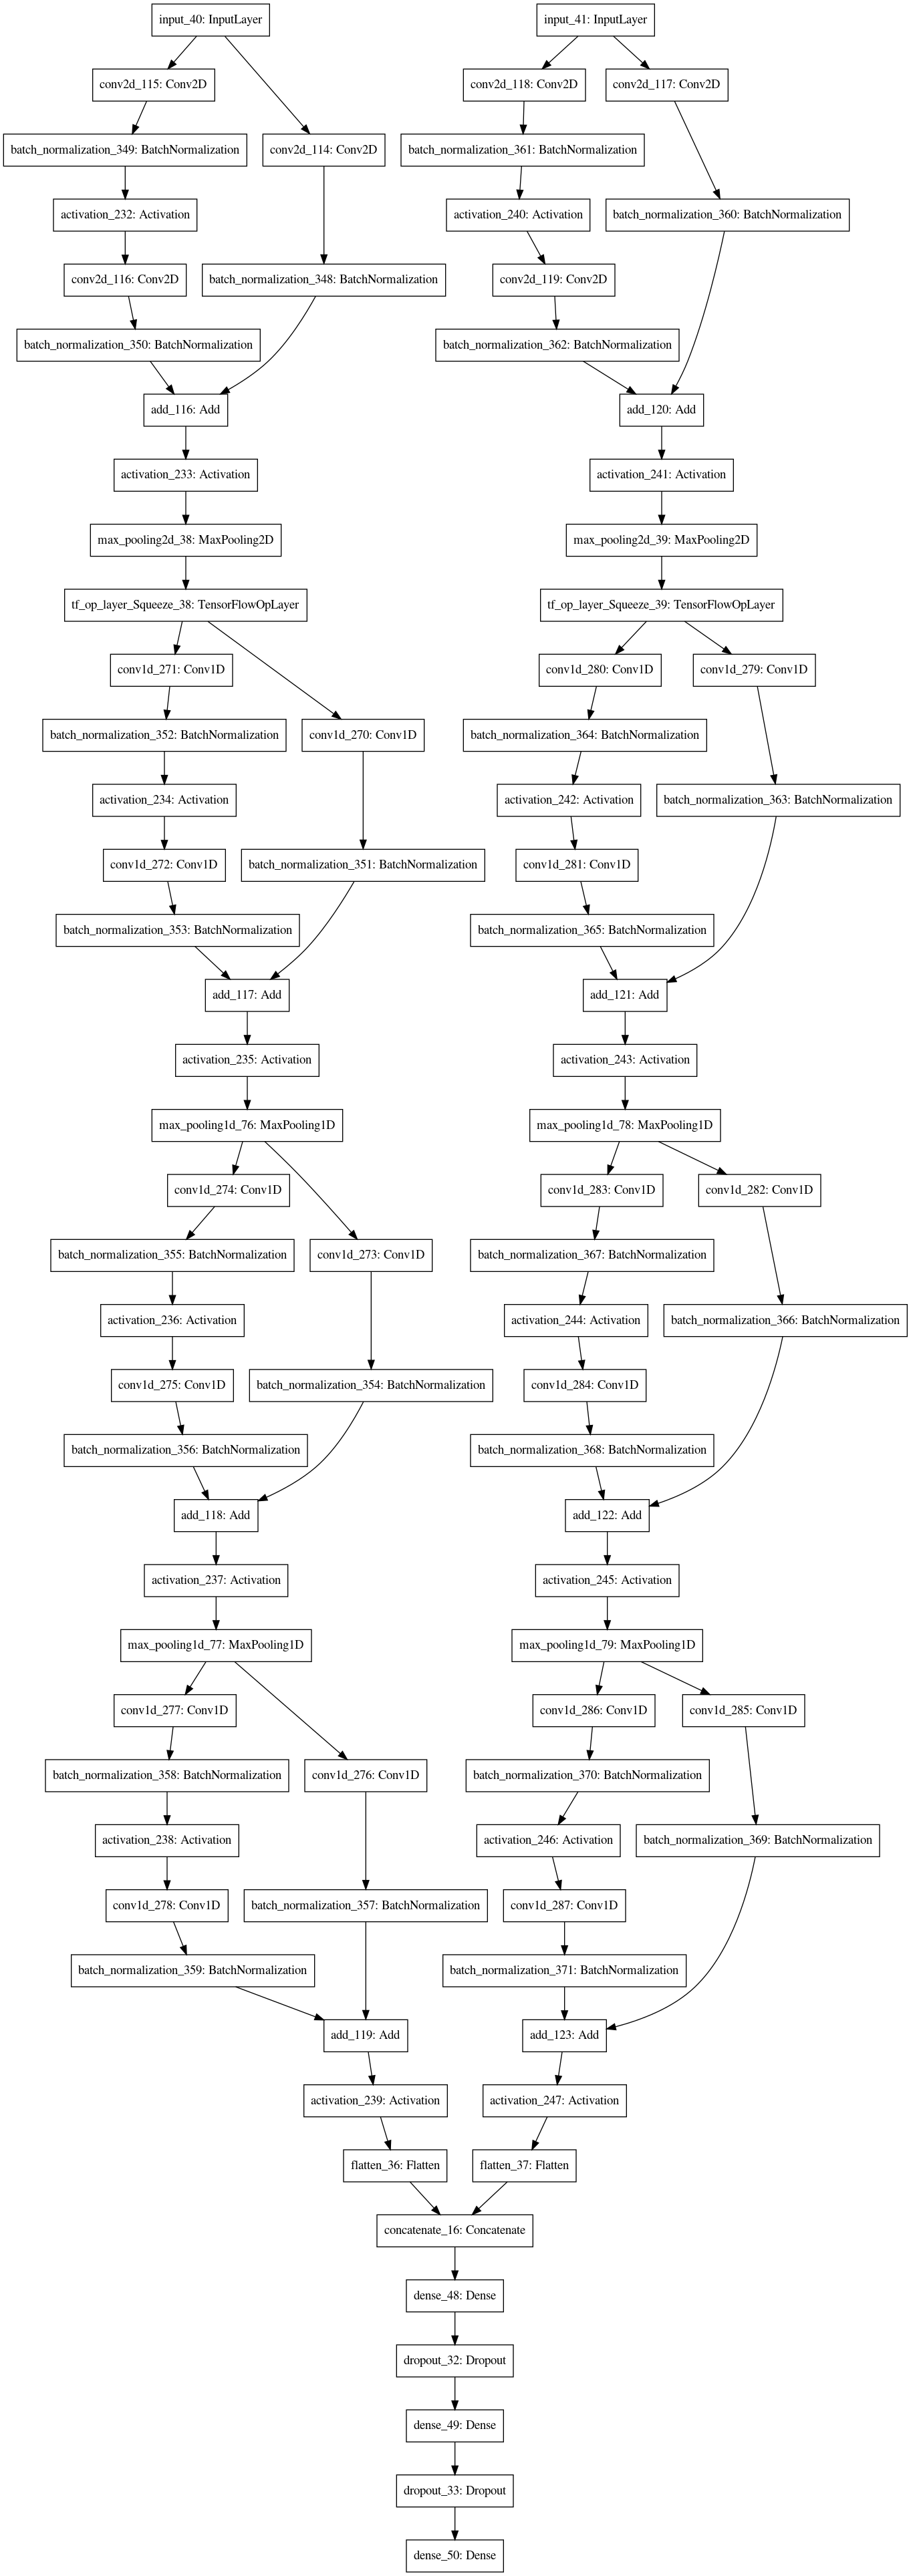 input_40: InputLayer
input_41: InputLayer
conv2d_115: Conv2D
conv2d_118: Conv2D
conv2d_117: Conv2D
batch_normalization_349: BatchNormalization
conv2d_114: Conv2D
batch_normalization_361: BatchNormalization
activation_232: Activation
activation_240: Activation
batch_normalization_360: BatchNormalization
conv2d_116: Conv2D
batch_normalization_348: BatchNormalization
conv2d_119: Conv2D
batch_normalization_350: BatchNormalization
batch_normalization_362: BatchNormalization
add_116: Add
add_120: Add
activation_233: Activation
activation_241: Activation
max_pooling2d_38: MaxPooling2D
max_pooling2d_39: MaxPooling2D
tf_op_layer_Squeeze_38: TensorFlowOpLayer
tf_op_layer_Squeeze_39: TensorFlowOpLayer
conv1d_271: Conv1D
conv1d_280: Conv1D
conv1d_279: Conv1D
batch_normalization_352: BatchNormalization
conv1d_270: Conv1D
batch_normalization_364: BatchNormalization
activation_234: Activation
activation_242: Activation
batch_normalization_363: BatchNormalization
conv1d_272: Conv1D
batch_normalization_351: BatchNormalization
conv1d_281: Conv1D
batch_normalization_353: BatchNormalization
batch_normalization_365: BatchNormalization
add_117: Add
add_121: Add
activation_235: Activation
activation_243: Activation
max_pooling1d_76: MaxPooling1D
max_pooling1d_78: MaxPooling1D
conv1d_274: Conv1D
conv1d_283: Conv1D
conv1d_282: Conv1D
batch_normalization_355: BatchNormalization
conv1d_273: Conv1D
batch_normalization_367: BatchNormalization
activation_236: Activation
activation_244: Activation
batch_normalization_366: BatchNormalization
conv1d_275: Conv1D
batch_normalization_354: BatchNormalization
conv1d_284: Conv1D
batch_normalization_356: BatchNormalization
batch_normalization_368: BatchNormalization
add_118: Add
add_122: Add
activation_237: Activation
activation_245: Activation
max_pooling1d_77: MaxPooling1D
max_pooling1d_79: MaxPooling1D
conv1d_277: Conv1D
conv1d_286: Conv1D
conv1d_285: Conv1D
batch_normalization_358: BatchNormalization
conv1d_276: Conv1D
batch_normalization_370: BatchNormalization
activation_238: Activation
activation_246: Activation
batch_normalization_369: BatchNormalization
conv1d_278: Conv1D
batch_normalization_357: BatchNormalization
conv1d_287: Conv1D
batch_normalization_359: BatchNormalization
batch_normalization_371: BatchNormalization
add_119: Add
add_123: Add
activation_239: Activation
activation_247: Activation
flatten_36: Flatten
flatten_37: Flatten
concatenate_16: Concatenate
dense_48: Dense
dropout_32: Dropout
dense_49: Dense
dropout_33: Dropout
dense_50: Dense